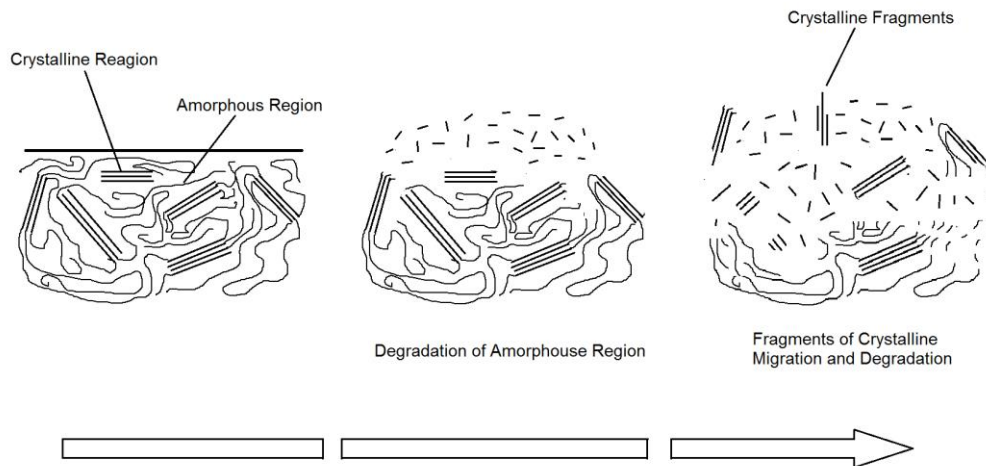 Crystalline Fragments
Crystalline Reagion
Amorphous Region
Degradation of Amorphouse Region
Fragments of Crystalline
Migration and Degradation